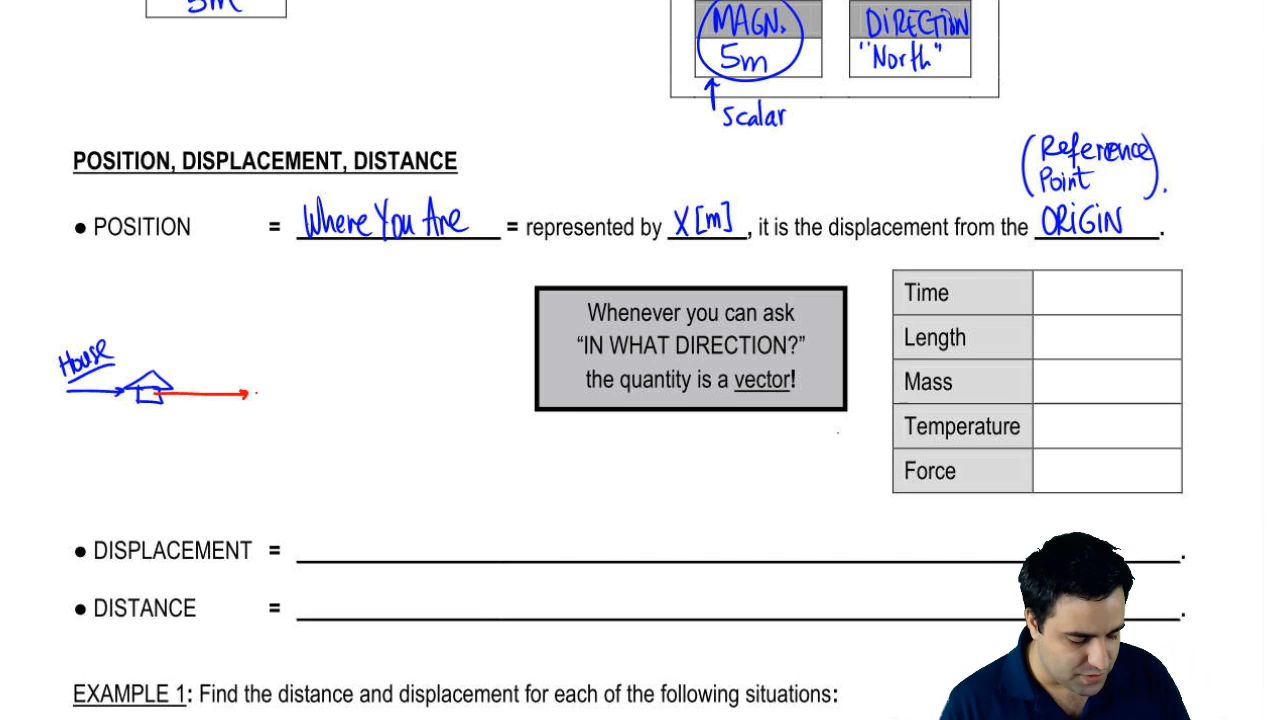 5m
MAGN. DIRECTION
5m "North"
scalar
POSITION, DISPLACEMENT, DISTANCE
(Reference Point).
● POSITION = Where You Are = represented by X [m], it is the displacement from the ORIGIN.
House
Whenever you can ask
“IN WHAT DIRECTION?”
the quantity is a vector!
Time
Length
Mass
Temperature
Force
● DISPLACEMENT = .
● DISTANCE = .
EXAMPLE 1: Find the distance and displacement for each of the following situations: